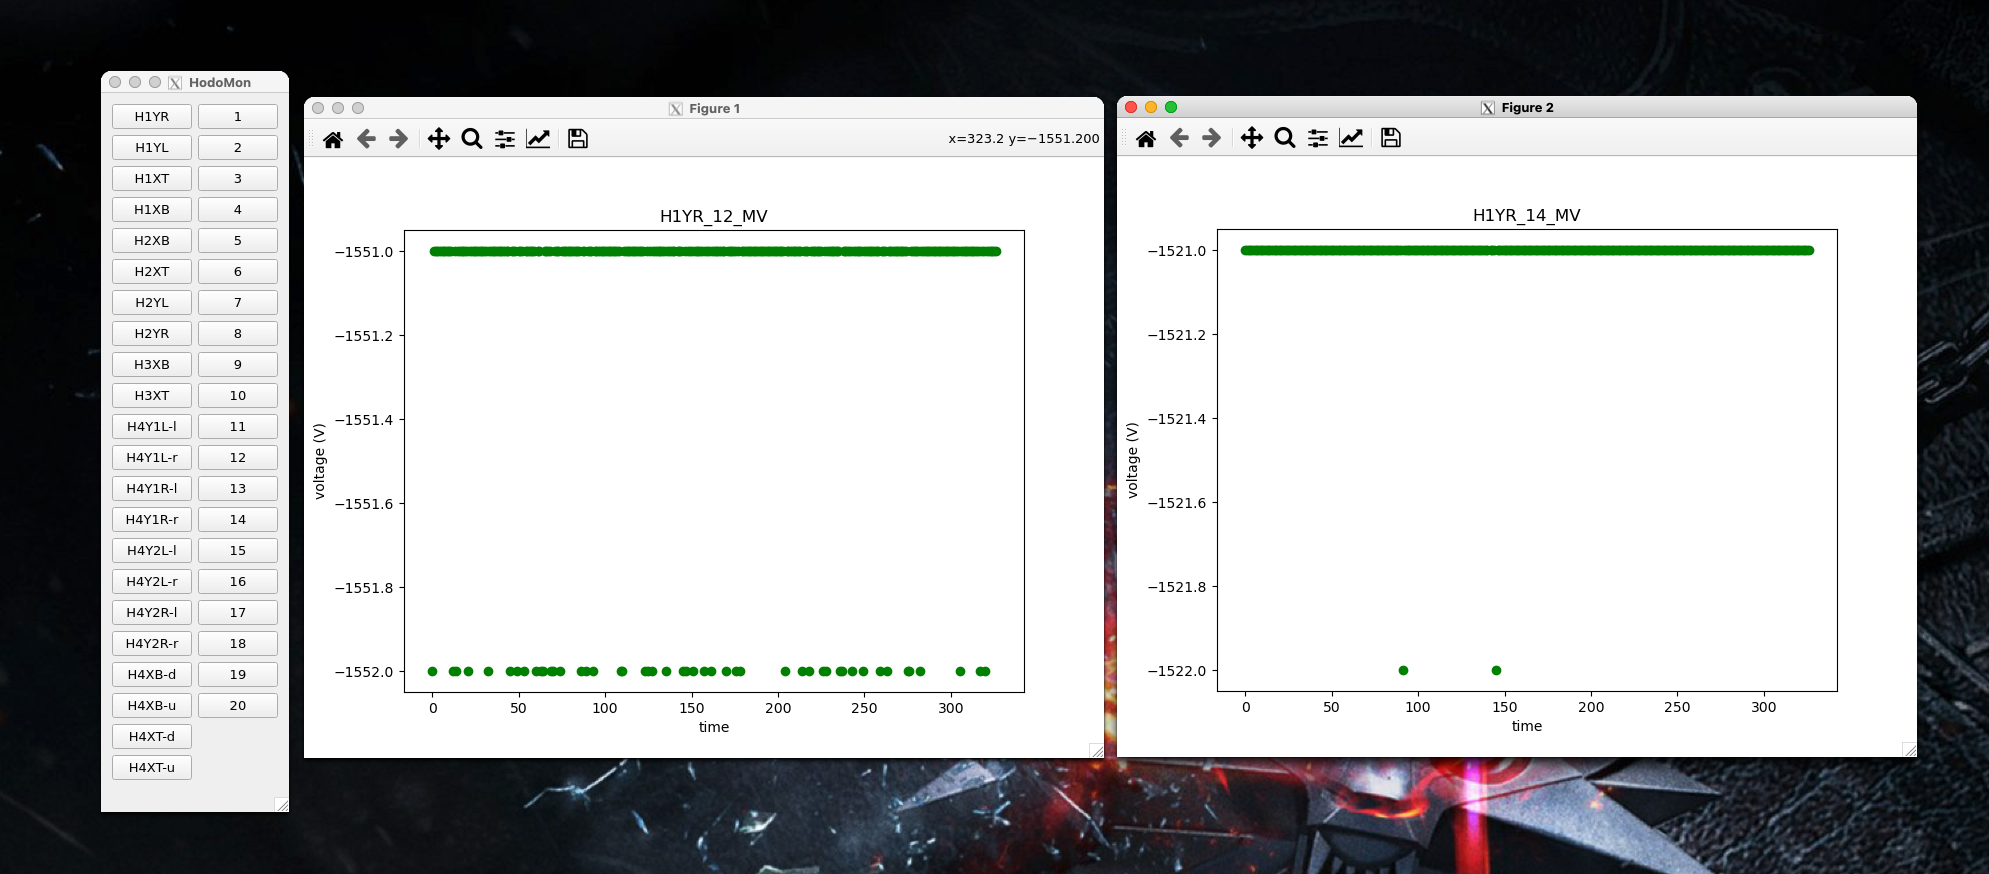 HodoMon
H1YR 1
H1YL 2
H1XT 3
H1XB 4
H2XB 5
H2XT 6
H2YL 7
H2YR 8
H3XB 9
H3XT 10
H4Y1L-l 11
H4Y1L-r 12
H4Y1R-l 13
H4Y1R-r 14
H4Y2L-l 15
H4Y2L-r 16
H4Y2R-l 17
H4Y2R-r 18
H4XB-d 19
H4XB-u 20
H4XT-d
H4XT-u
Figure 1
x=323.2 y=−1551.200
H1YR_12_MV
−1551.0
−1551.2
−1551.4
−1551.6
−1551.8
−1552.0
voltage (V)
0 50 100 150 200 250 300
time
Figure 2
H1YR_14_MV
−1521.0
−1521.2
−1521.4
−1521.6
−1521.8
−1522.0
voltage (V)
0 50 100 150 200 250 300
time